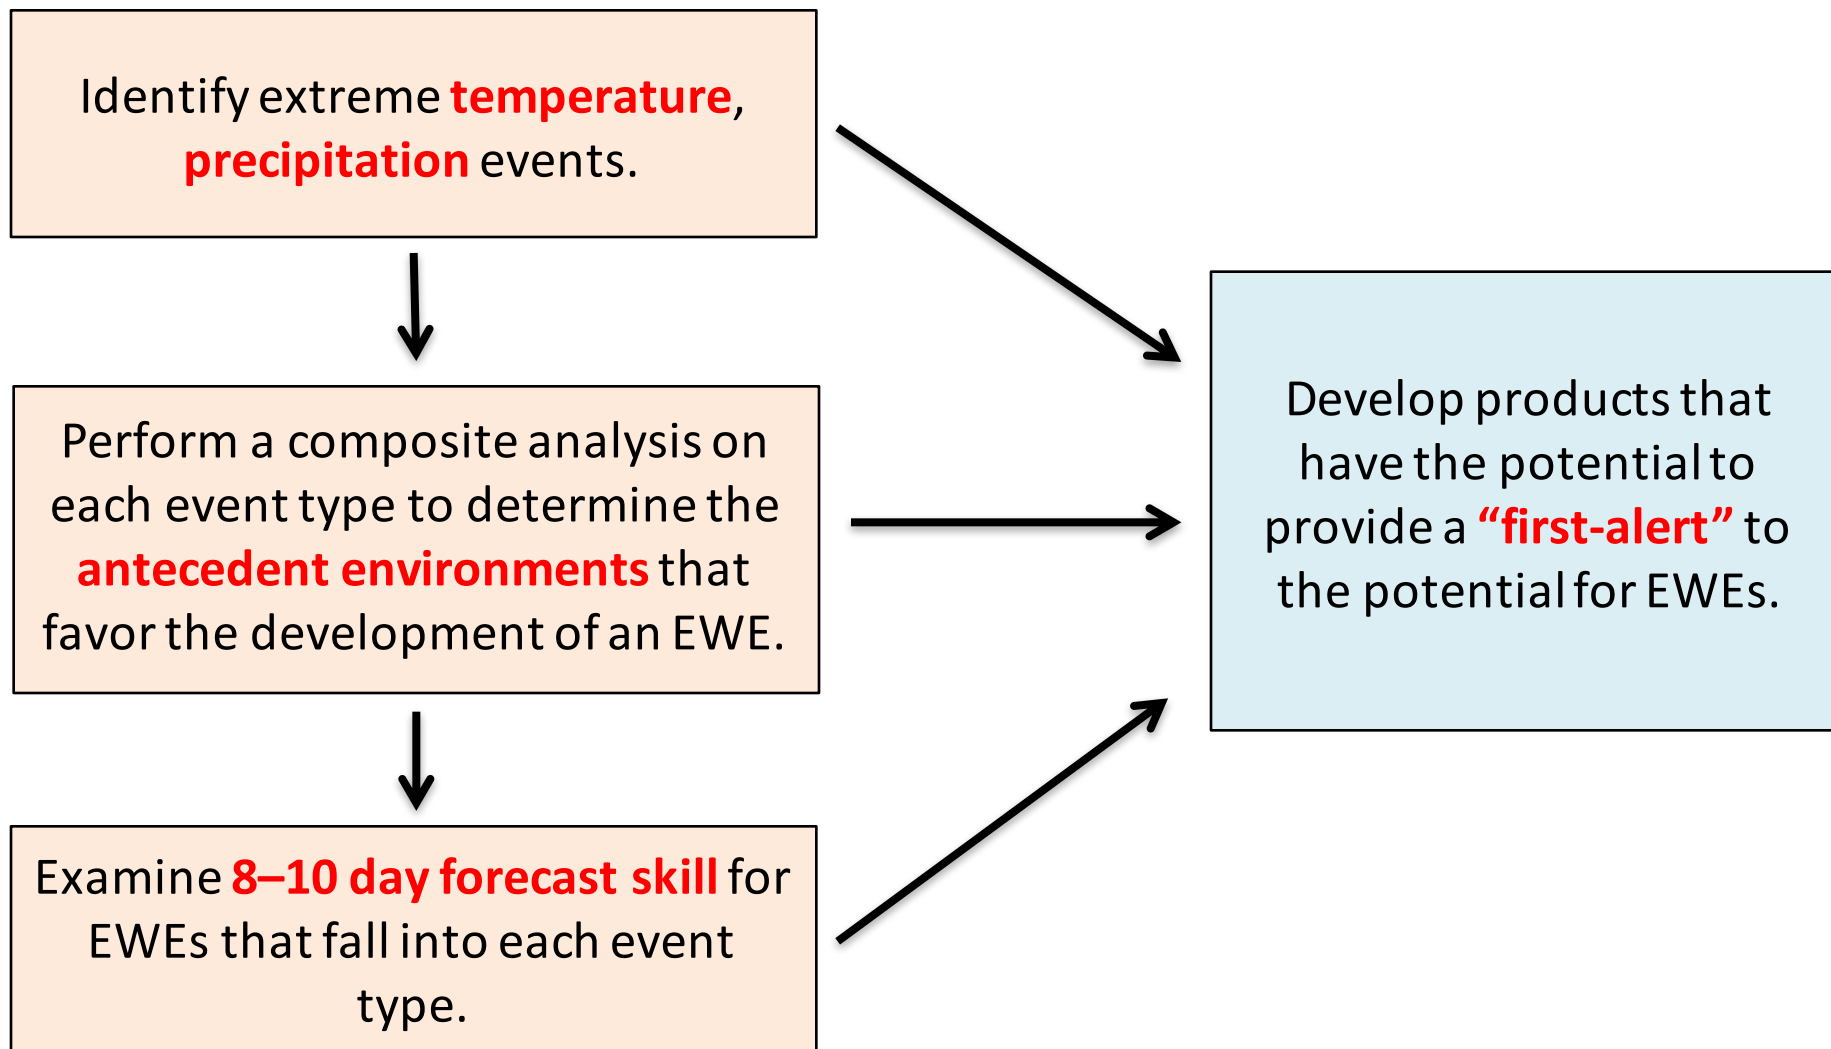 Identify extreme temperature,
precipitation events.
Perform a composite analysis on
each event type to determine the
antecedent environments that
favor the development of an EWE.
Examine 8–10 day forecast skill for
EWEs that fall into each event
type.
Develop products that
have the potential to
provide a “first-alert” to
the potential for EWEs.